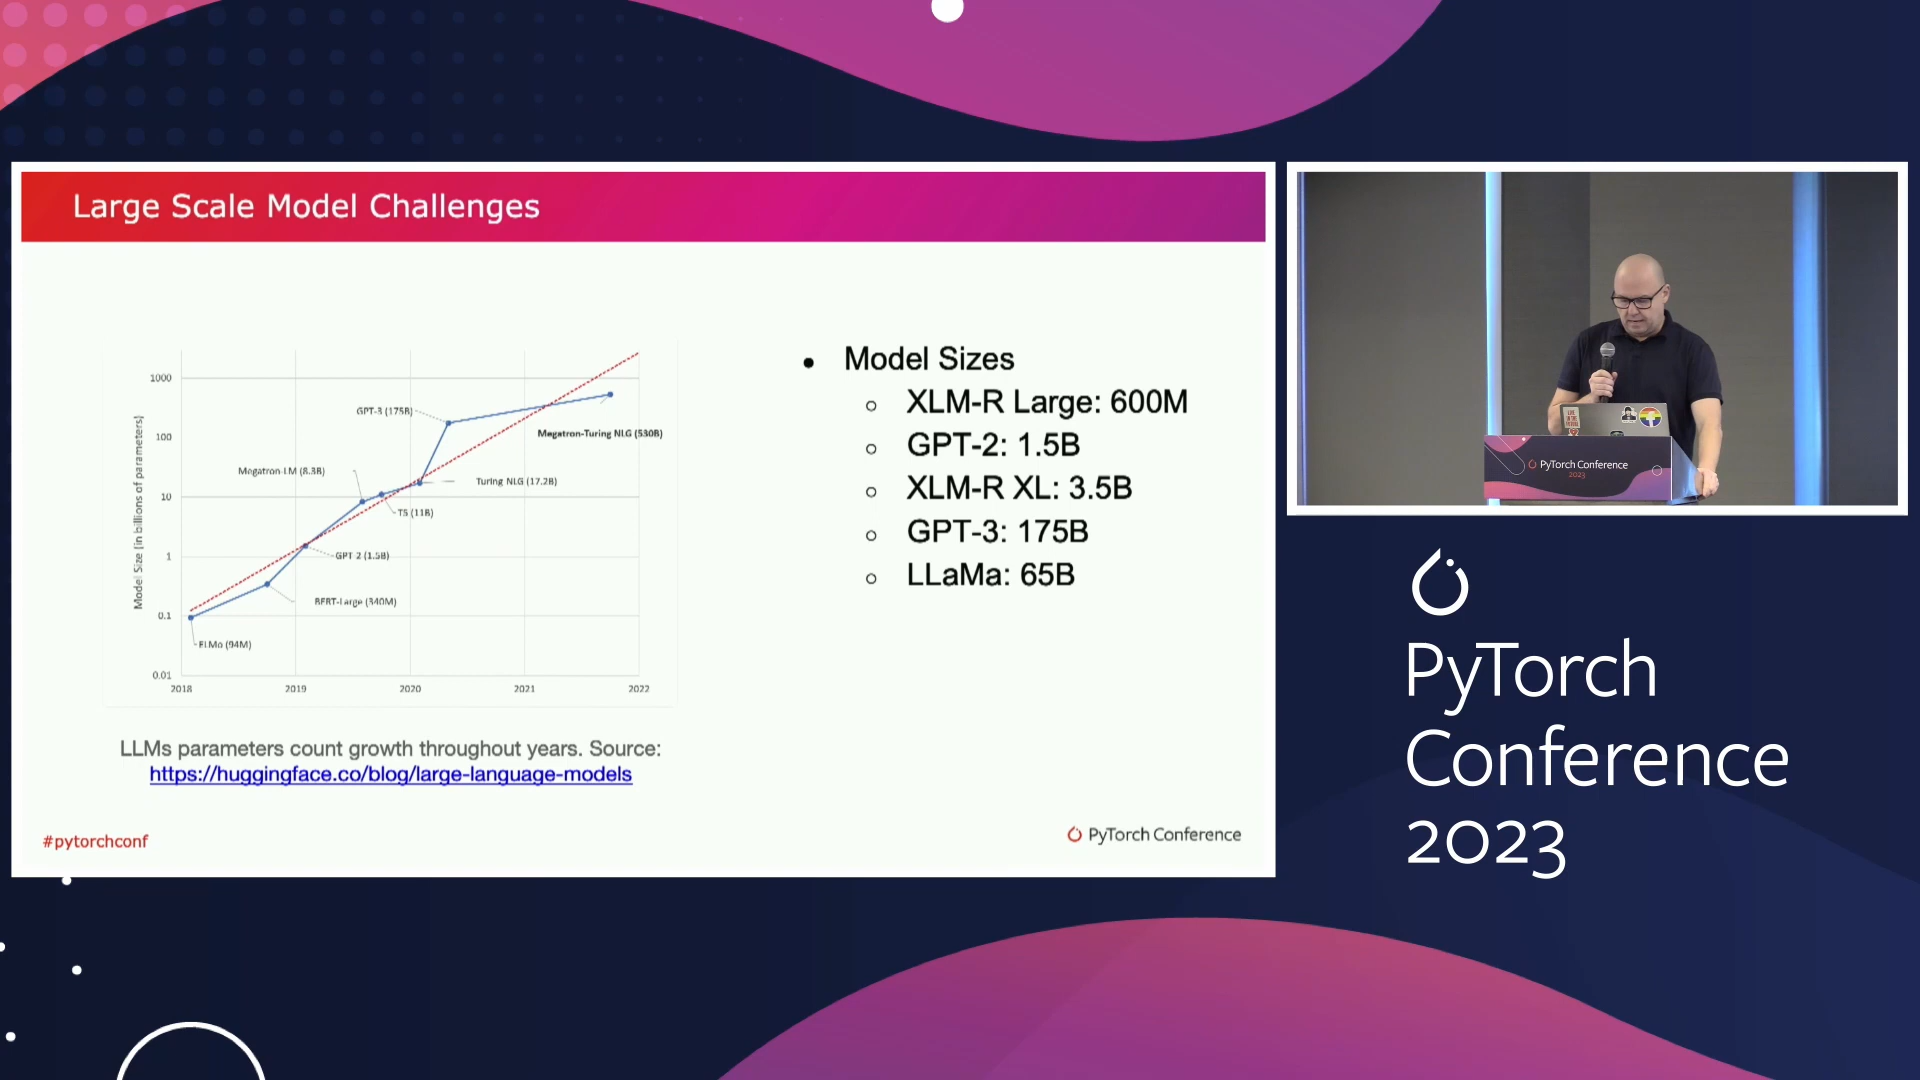 Large Scale Model Challenges
Model Size (in billions of parameters)
1000
100
10
1
0.1
0.01
2018
2019
2020
2021
2022
GPT-3 (175B)
Megatron-Turing NLG (530B)
Megatron-LM (8.3B)
Turing NLG (17.2B)
T5 (11B)
GPT-2 (1.5B)
BERT-Large (340M)
ELMo (94M)
LLMs parameters count growth throughout years. Source:
https://huggingface.co/blog/large-language-models
● Model Sizes
○ XLM-R Large: 600M
○ GPT-2: 1.5B
○ XLM-R XL: 3.5B
○ GPT-3: 175B
○ LLaMa: 65B
#pytorchconf
PyTorch Conference
PyTorch Conference
2023
PyTorch
Conference
2023